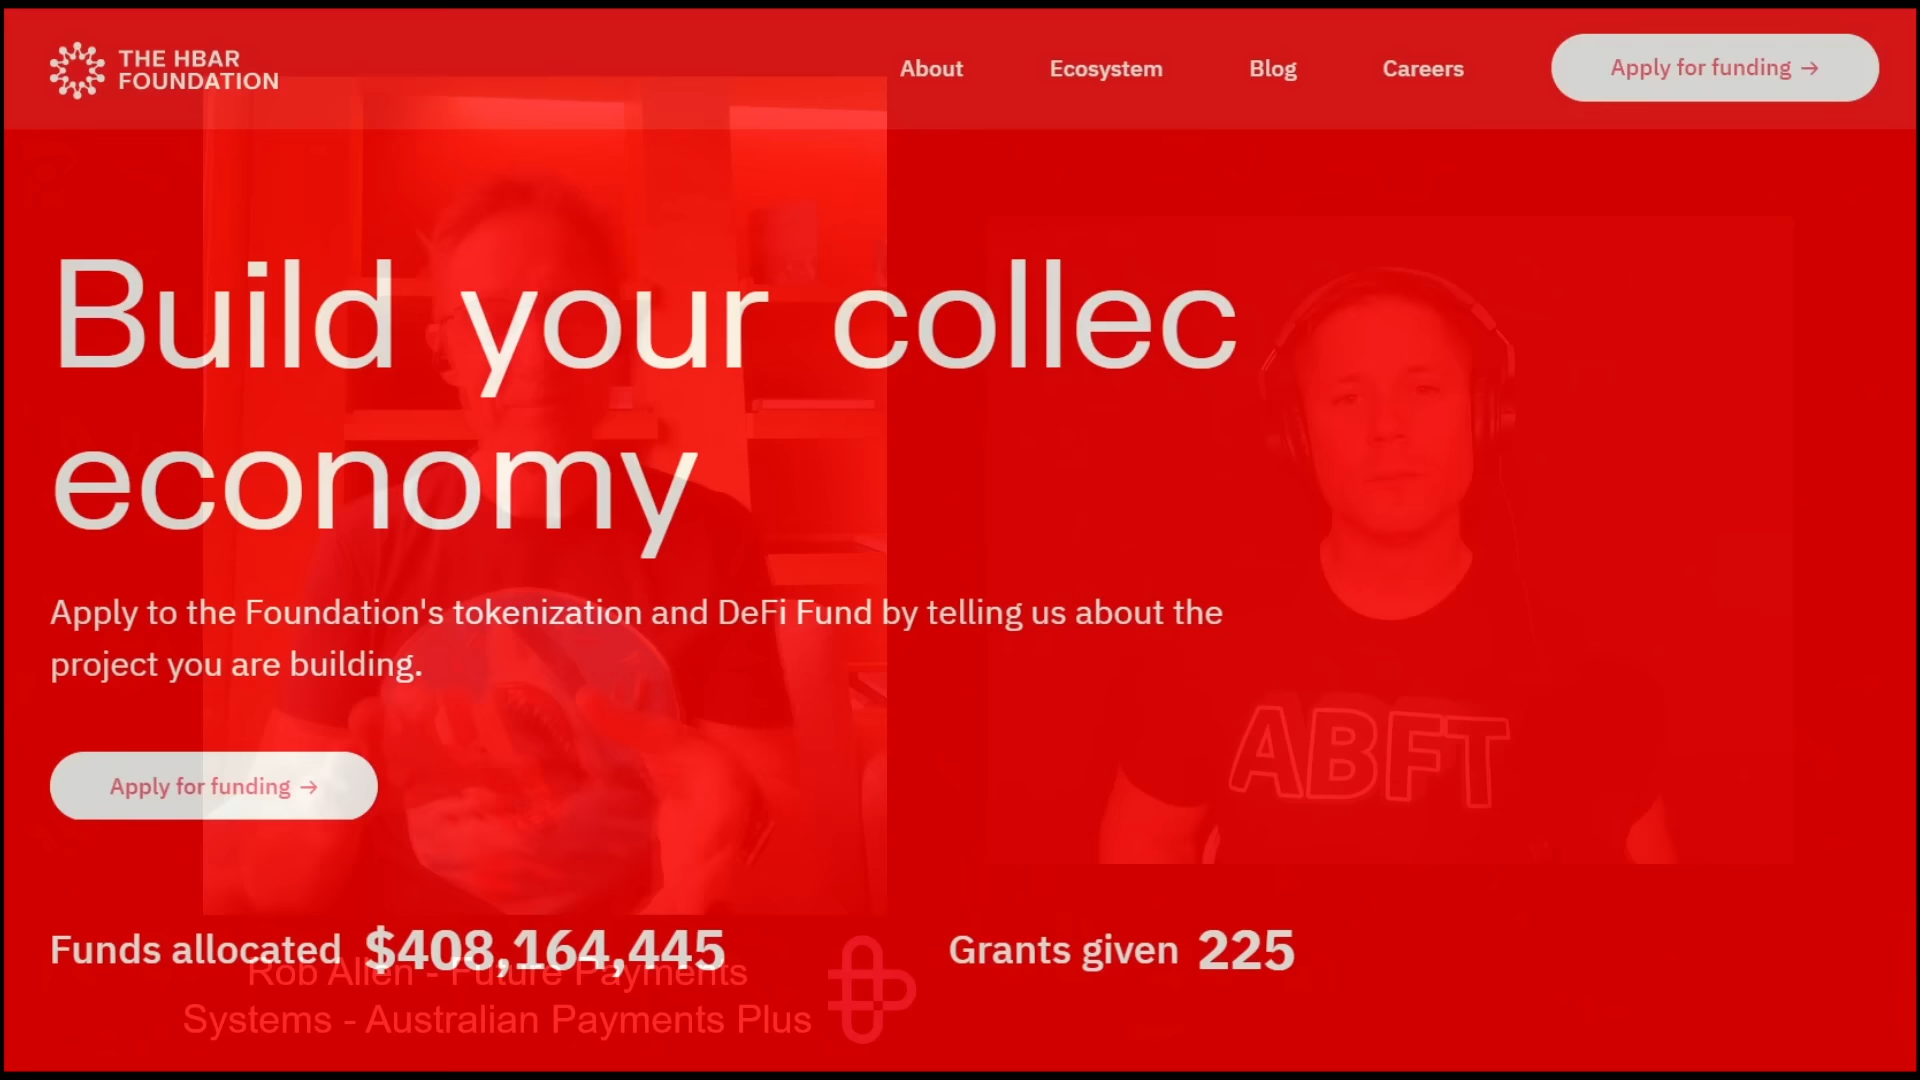 THE HBAR
FOUNDATION
About
Ecosystem
Blog
Careers
Apply for funding →
Build your collec
economy
Apply to the Foundation's tokenization and DeFi Fund by telling us about the
project you are building.
ABFT
Apply for funding →
Funds allocated $408,164,445
Grants given 225
Rob Allen - Future Payments
Systems - Australian Payments Plus